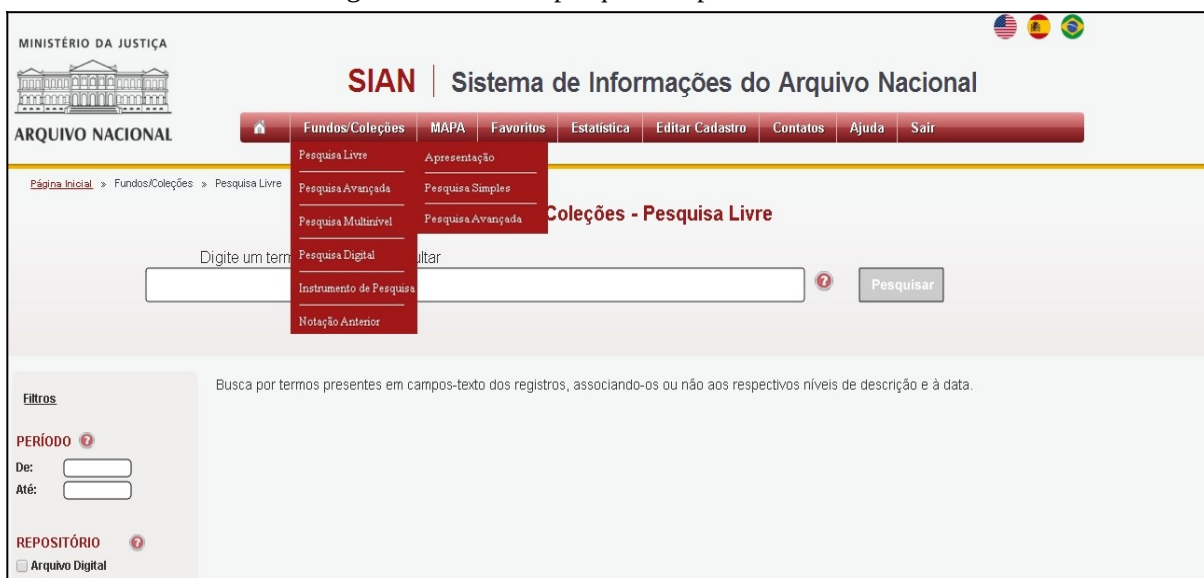 MINISTÉRIO DA JUSTIÇA
ARQUIVO NACIONAL
SIAN | Sistema de Informações do Arquivo Nacional
Fundos/Coleções MAPA Favoritos Estatística Editar Cadastro Contatos Ajuda Sair
Pesquisa Livre
Pesquisa Avançada
Pesquisa Multinível
Pesquisa Digital
Instrumento de Pesquisa
Notação Anterior
Apresentação
Pesquisa Simples
Pesquisa Avançada
Página Inicial » Fundos/Coleções » Pesquisa Livre
Coleções - Pesquisa Livre
Digite um term ultar
Pesquisar
Busca por termos presentes em campos-texto dos registros, associando-os ou não aos respectivos níveis de descrição e à data.
Filtros
PERÍODO
De:
Até:
REPOSITÓRIO
Arquivo Digital